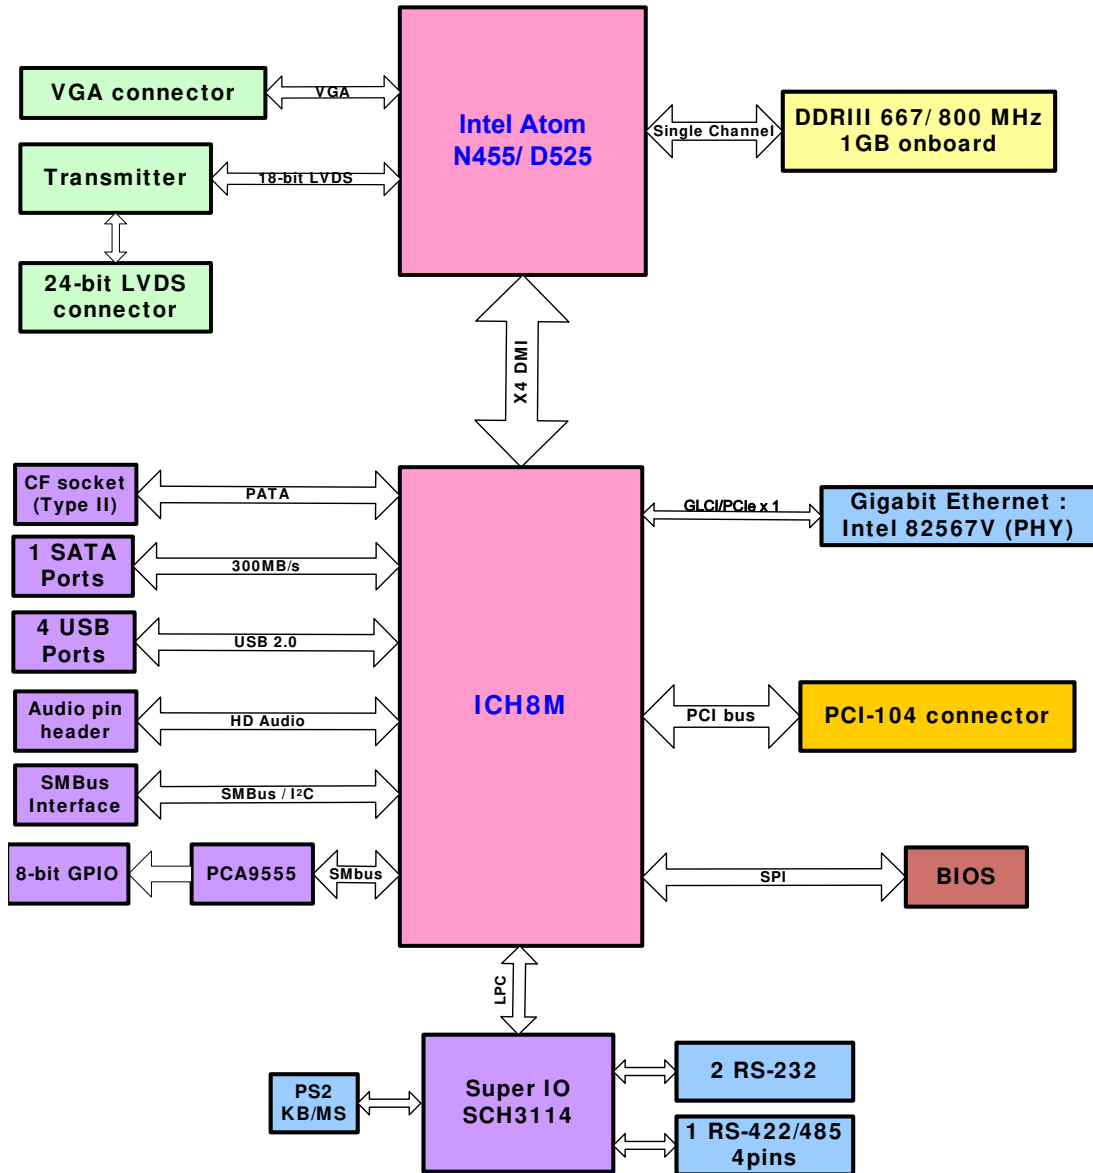 VGA connector
VGA
Intel Atom
N455/ D525
Single Channel
DDRIII 667/ 800 MHz
1GB onboard
Transmitter
18-bit LVDS
24-bit LVDS
connector
X4 DMI
CF socket
(Type II)
PATA
GLCI/PCIe x 1
Gigabit Ethernet :
Intel 82567V (PHY)
1 SATA
Ports
300MB/s
4 USB
Ports
USB 2.0
ICH8M
Audio pin
header
HD Audio
PCI bus
PCI-104 connector
SMBus
Interface
SMBus / I²C
8-bit GPIO
PCA9555
SMbus
SPI
BIOS
LPC
Super IO
SCH3114
PS2
KB/MS
2 RS-232
1 RS-422/485
4pins